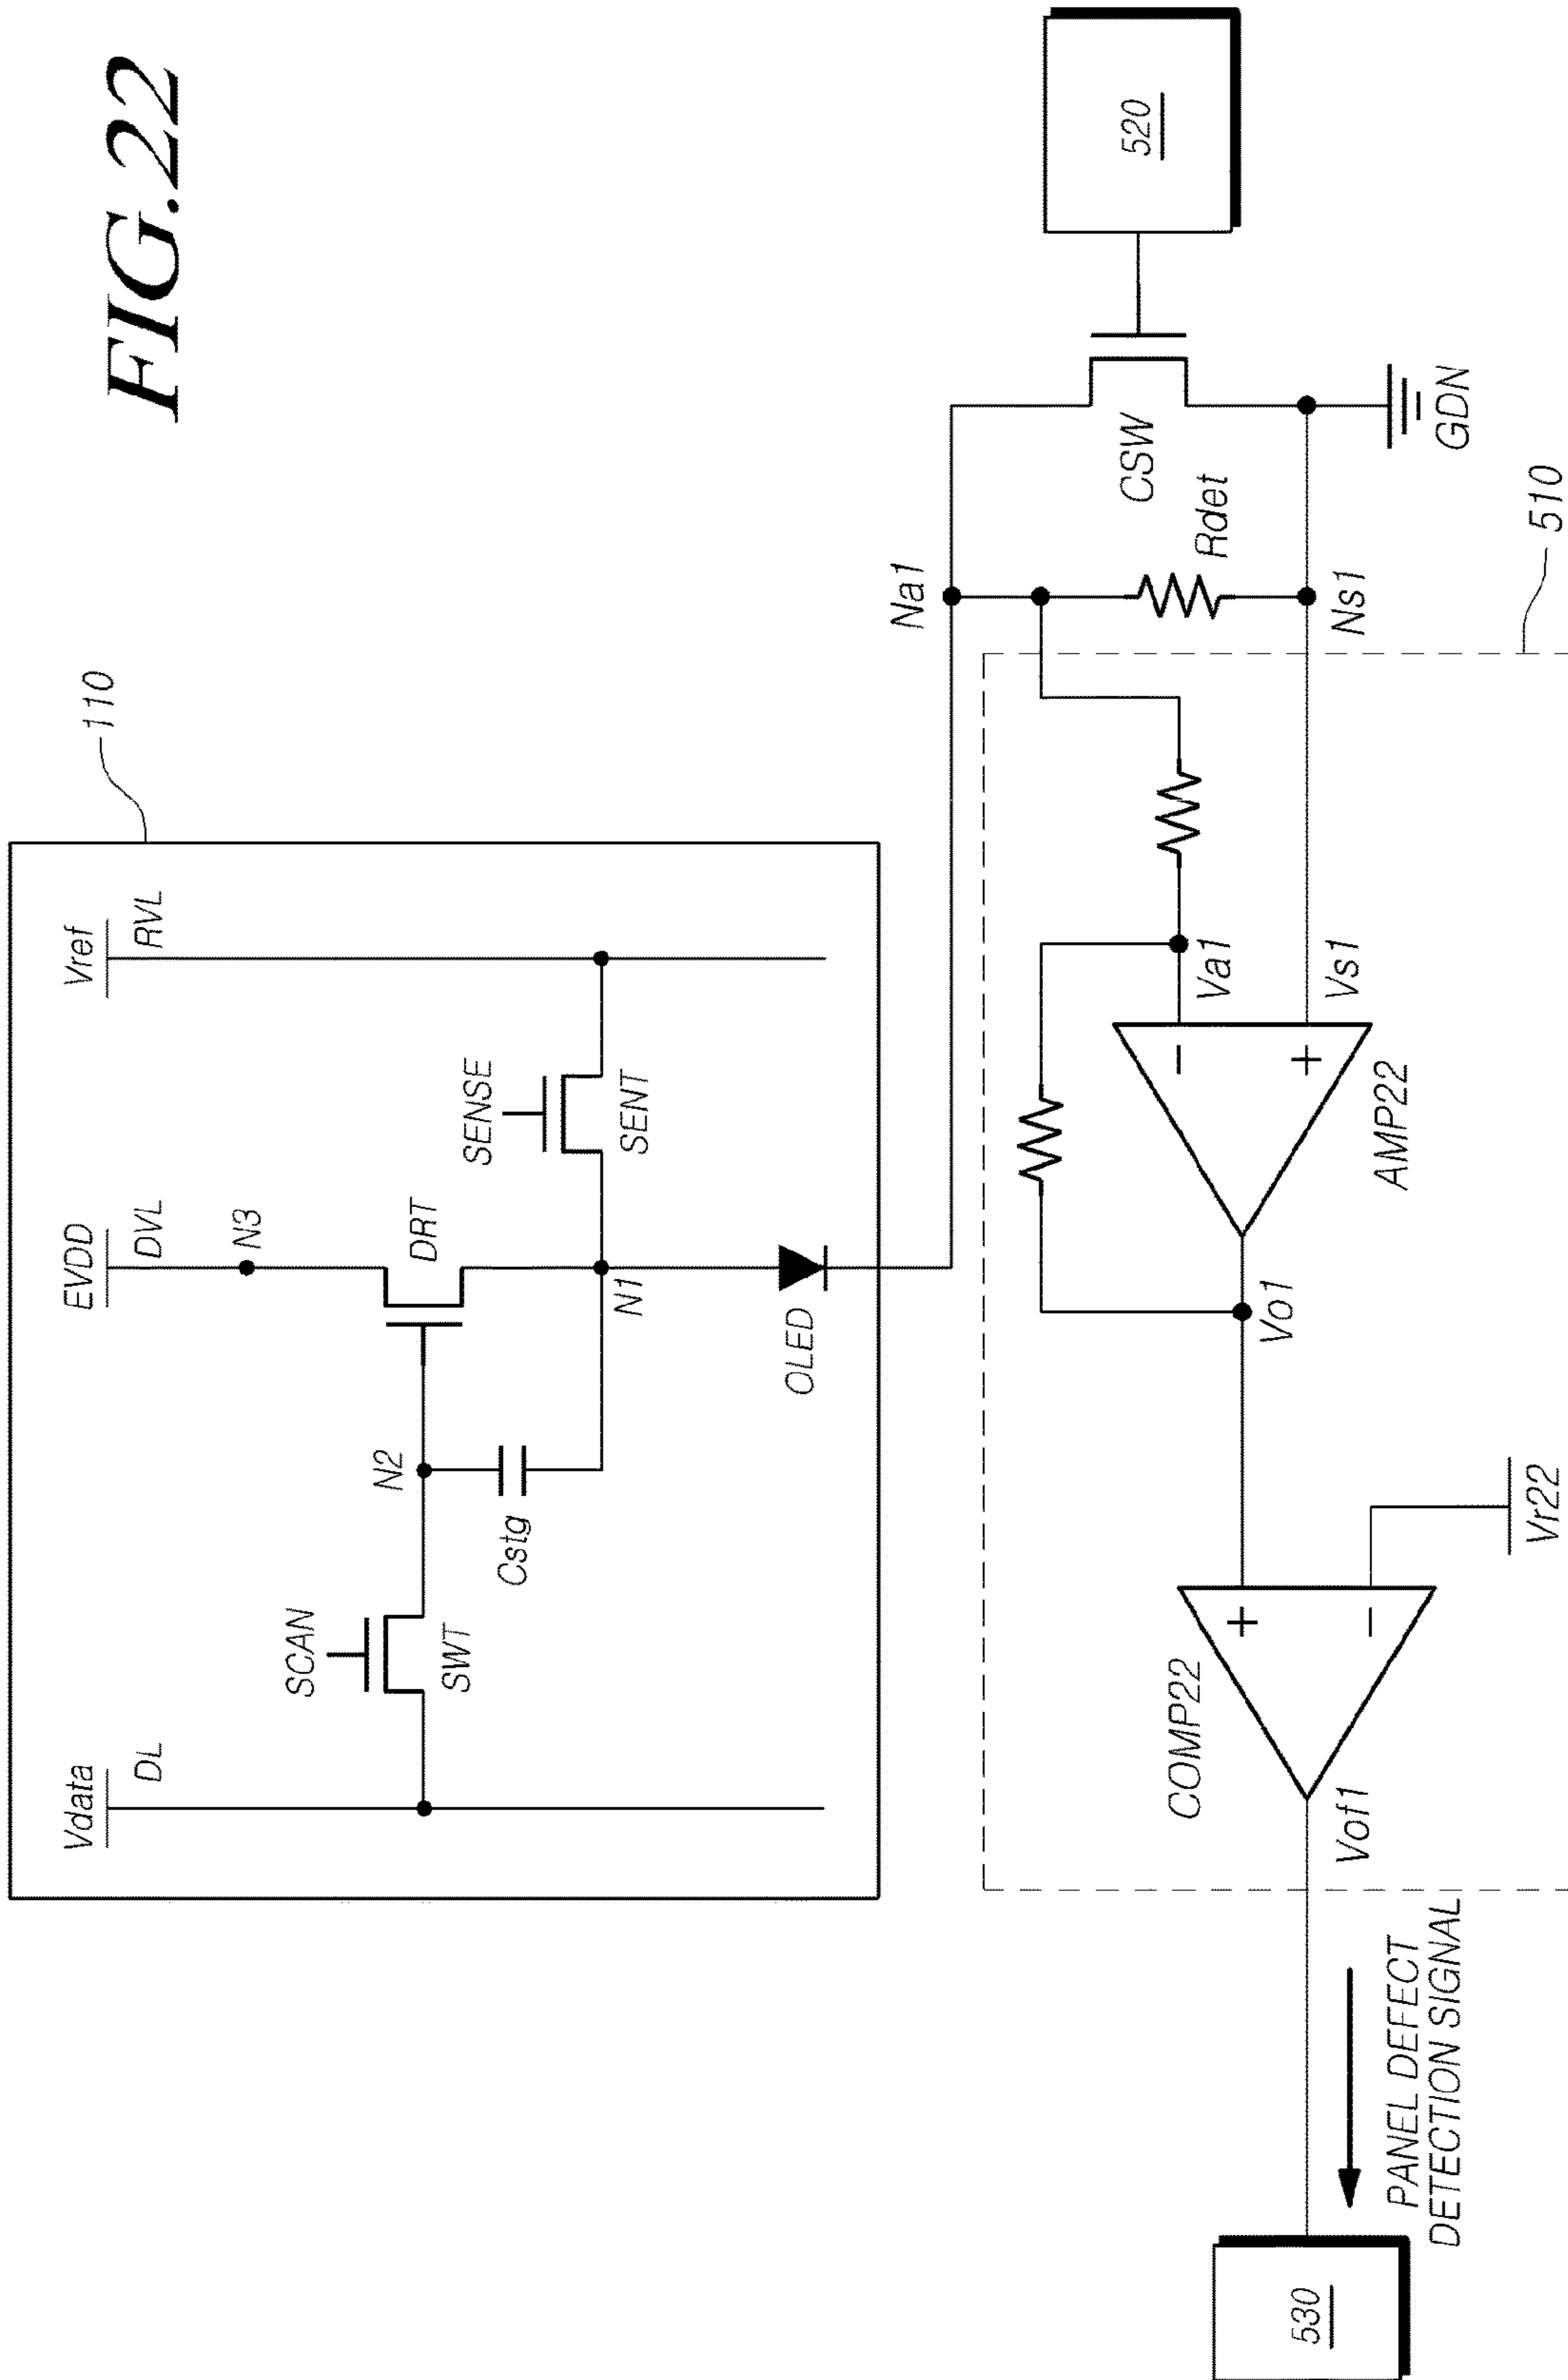 FIG.22
110
Vdata
DL
EVDD
DVL
Vref
RVL
N3
SCAN
SWT
N2
DRT
SENSE
SENT
Cstg
N1
OLED
Na1
CSW
520
Rdet
Ns1
GDN
510
Va1
Vs1
-
+
AMP22
Vo1
COMP22
+
-
Vr22
Vof1
PANEL DEFECT
DETECTION SIGNAL
530